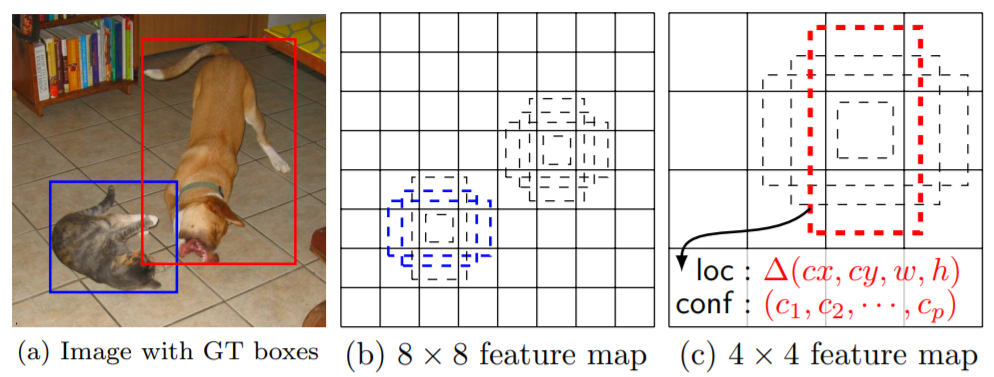 loc : Δ(cx, cy, w, h)
conf : (c₁, c₂, ⋯, cₚ)
(a) Image with GT boxes
(b) 8 × 8 feature map
(c) 4 × 4 feature map